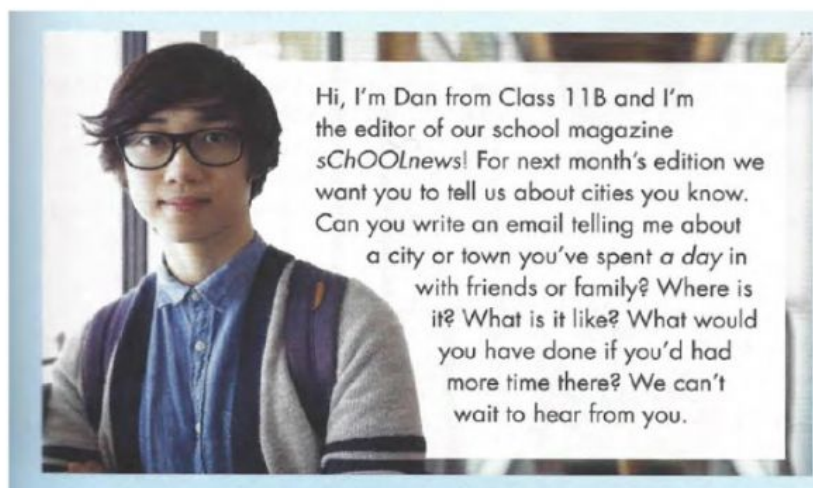 Hi, I'm Dan from Class 11B and I'm
the editor of our school magazine
sChOOLnews! For next month's edition we
want you to tell us about cities you know.
Can you write an email telling me about
a city or town you've spent a day in
with friends or family? Where is
it? What is it like? What would
you have done if you'd had
more time there? We can't
wait to hear from you.